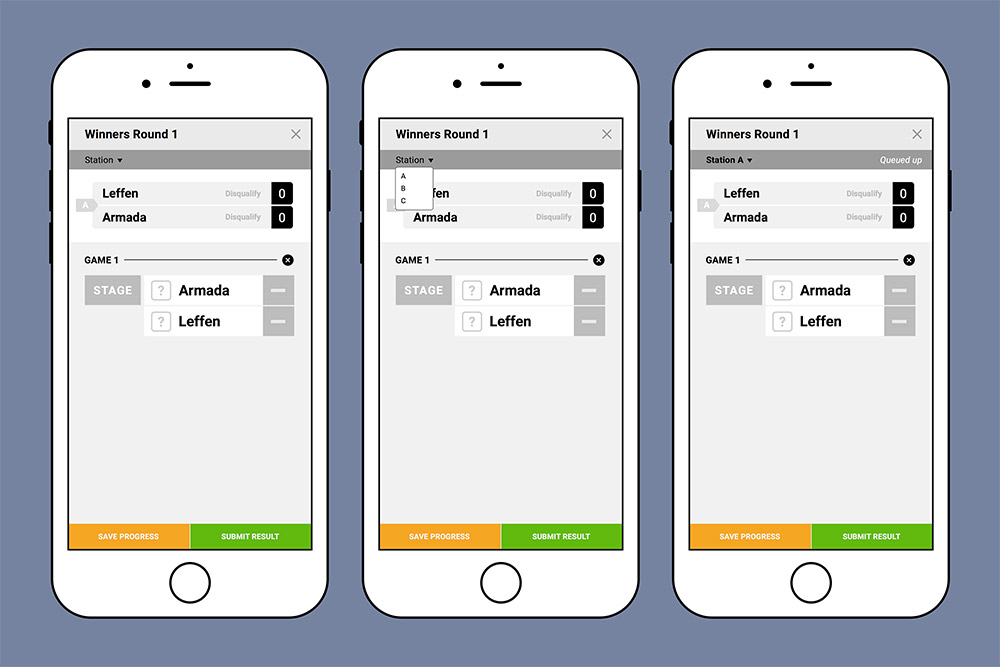 Winners Round 1
Station
A
Leffen Disqualify 0
Armada Disqualify 0
GAME 1
STAGE ? Armada
? Leffen
SAVE PROGRESS SUBMIT RESULT
Winners Round 1
Station
A
B
C
fen Disqualify 0
Armada Disqualify 0
GAME 1
STAGE ? Armada
? Leffen
SAVE PROGRESS SUBMIT RESULT
Winners Round 1
Station A Queued up
A
Leffen Disqualify 0
Armada Disqualify 0
GAME 1
STAGE ? Armada
? Leffen
SAVE PROGRESS SUBMIT RESULT